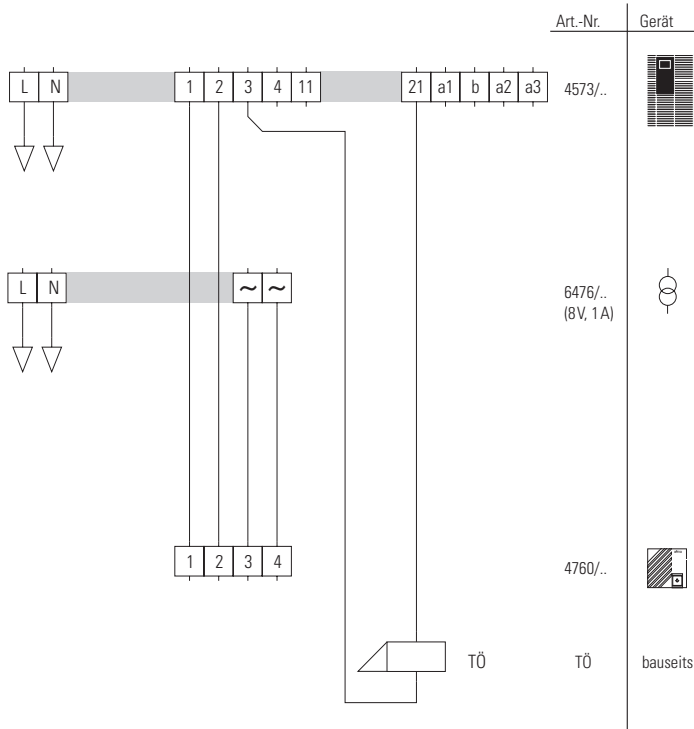 Art.-Nr. Gerät
L N 1 2 3 4 11 21 a1 b a2 a3 4573/..
L N ~ ~ 6476/..
(8V, 1A)
1 2 3 4 4760/..
TÖ TÖ bauseits